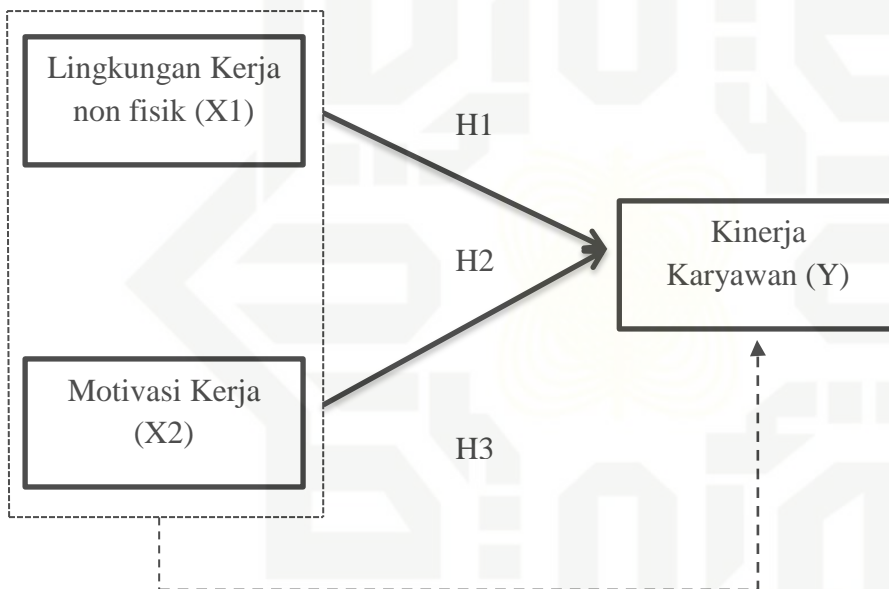 Lingkungan Kerja
non fisik (X1)
H1
Kinerja
Karyawan (Y)
H2
Motivasi Kerja
(X2)
H3